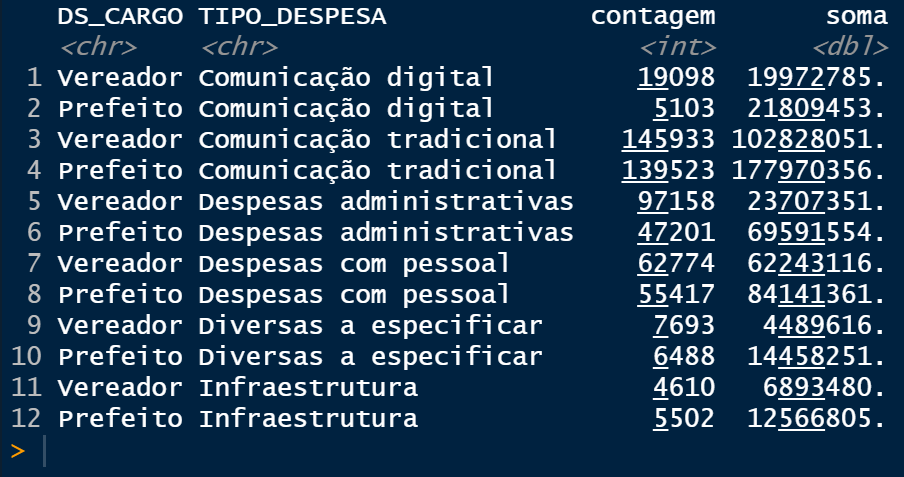 DS_CARGO TIPO_DESPESA contagem soma
<chr> <chr> <int> <dbl>
1 Vereador Comunicação digital 19098 19972785.
2 Prefeito Comunicação digital 5103 21809453.
3 Vereador Comunicação tradicional 145933 102828051.
4 Prefeito Comunicação tradicional 139523 177970356.
5 Vereador Despesas administrativas 97158 23707351.
6 Prefeito Despesas administrativas 47201 69591554.
7 Vereador Despesas com pessoal 62774 62243116.
8 Prefeito Despesas com pessoal 55417 84141361.
9 Vereador Diversas a especificar 7693 4489616.
10 Prefeito Diversas a especificar 6488 14458251.
11 Vereador Infraestrutura 4610 6893480.
12 Prefeito Infraestrutura 5502 12566805.
>